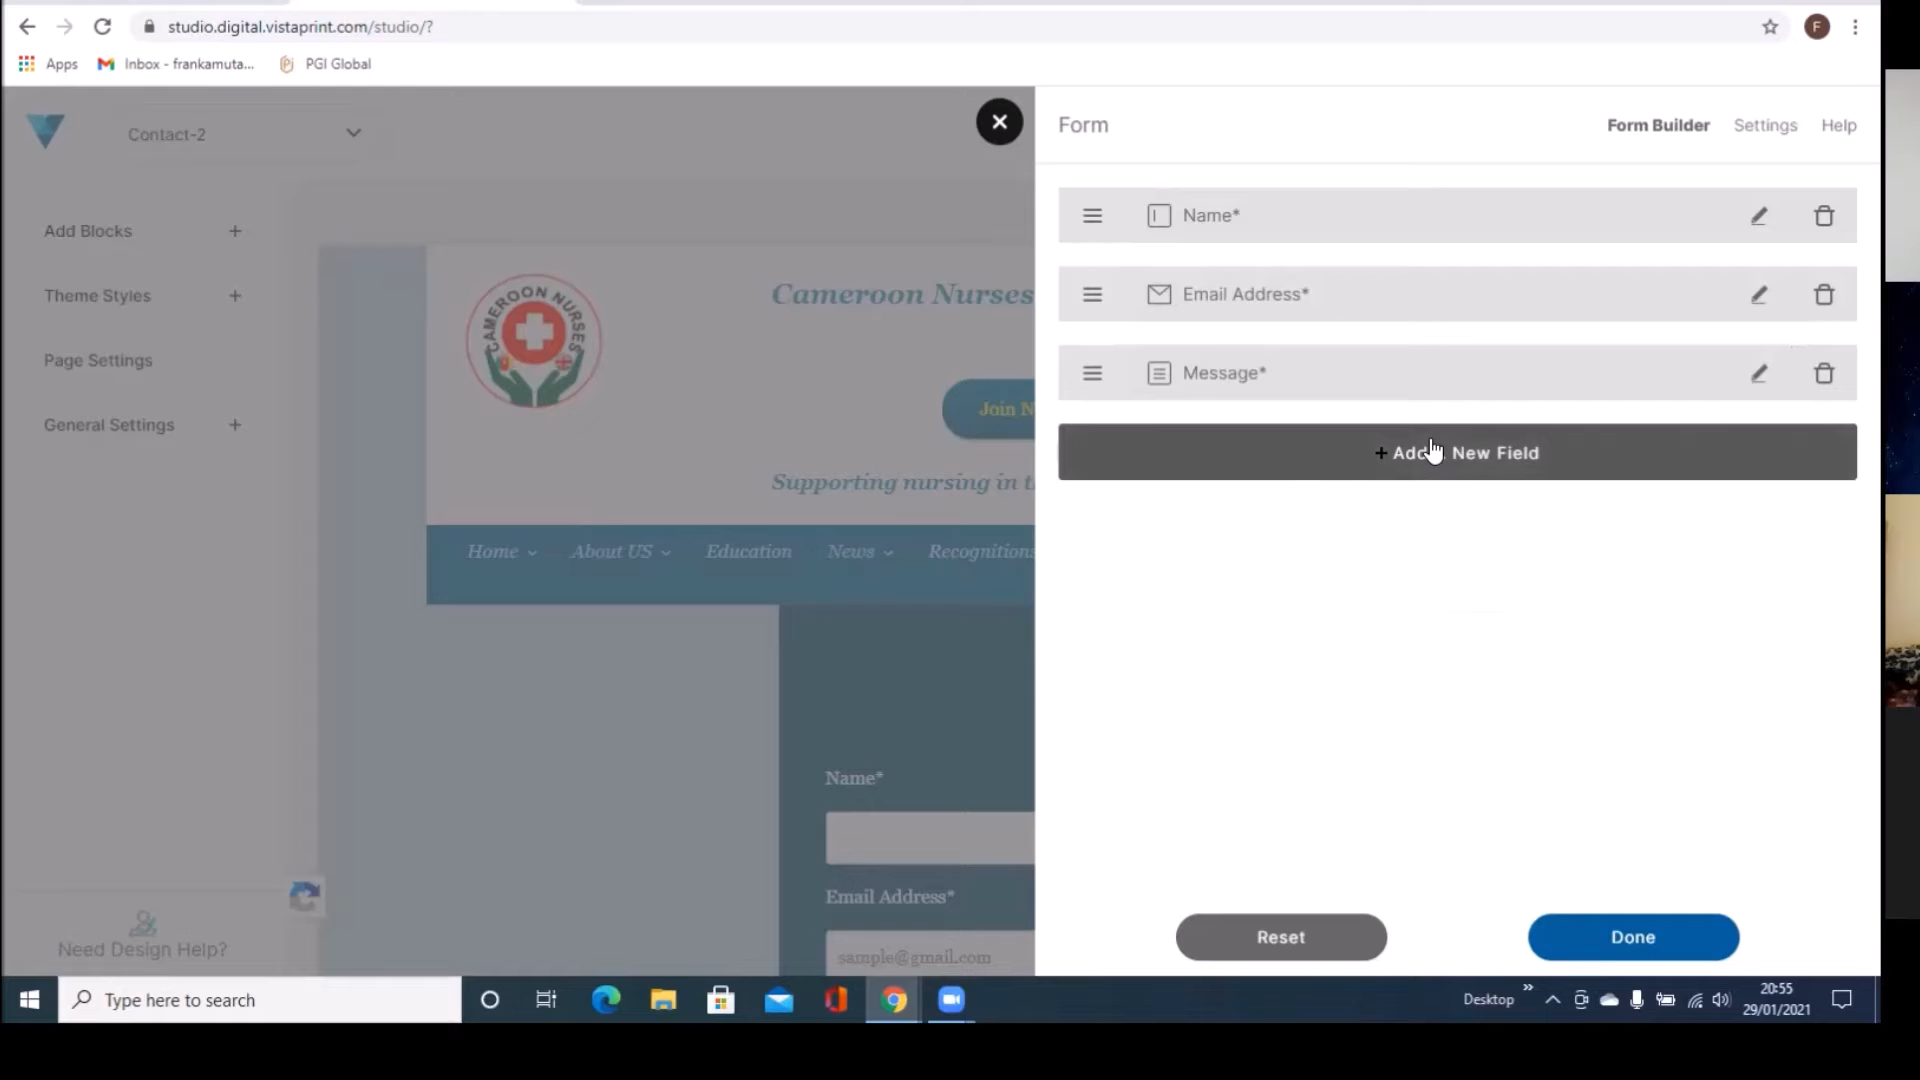 studio.digital.vistaprint.com/studio/?
F
Apps
Inbox - frankamuta...
PGI Global
Contact-2
Form
Form Builder
Settings
Help
Add Blocks +
Theme Styles +
Page Settings
General Settings +
CAMEROON NURSES
Cameroon Nurses
Join N
Supporting nursing in t
Home
About US
Education
News
Recognitions
Name*
Email Address*
sample@gmail.com
Need Design Help?
Name*
Email Address*
Message*
+ Add New Field
Reset
Done
Type here to search
Desktop
20:55
29/01/2021